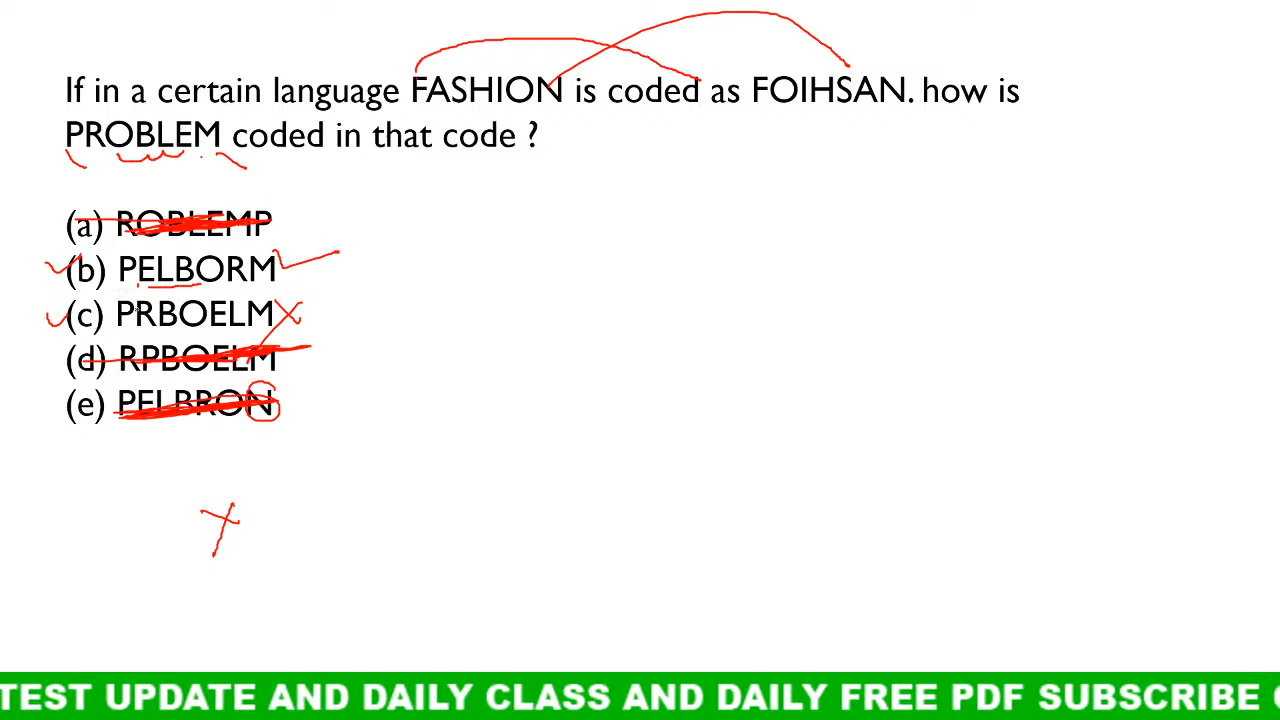 If in a certain language FASHION is coded as FOIHSAN. how is
PROBLEM coded in that code ?
(a) ROBLEMP
(b) PELBORM
(c) PRBOELM
(d) RPBOELM
(e) PELBRON
TEST UPDATE AND DAILY CLASS AND DAILY FREE PDF SUBSCRIBE